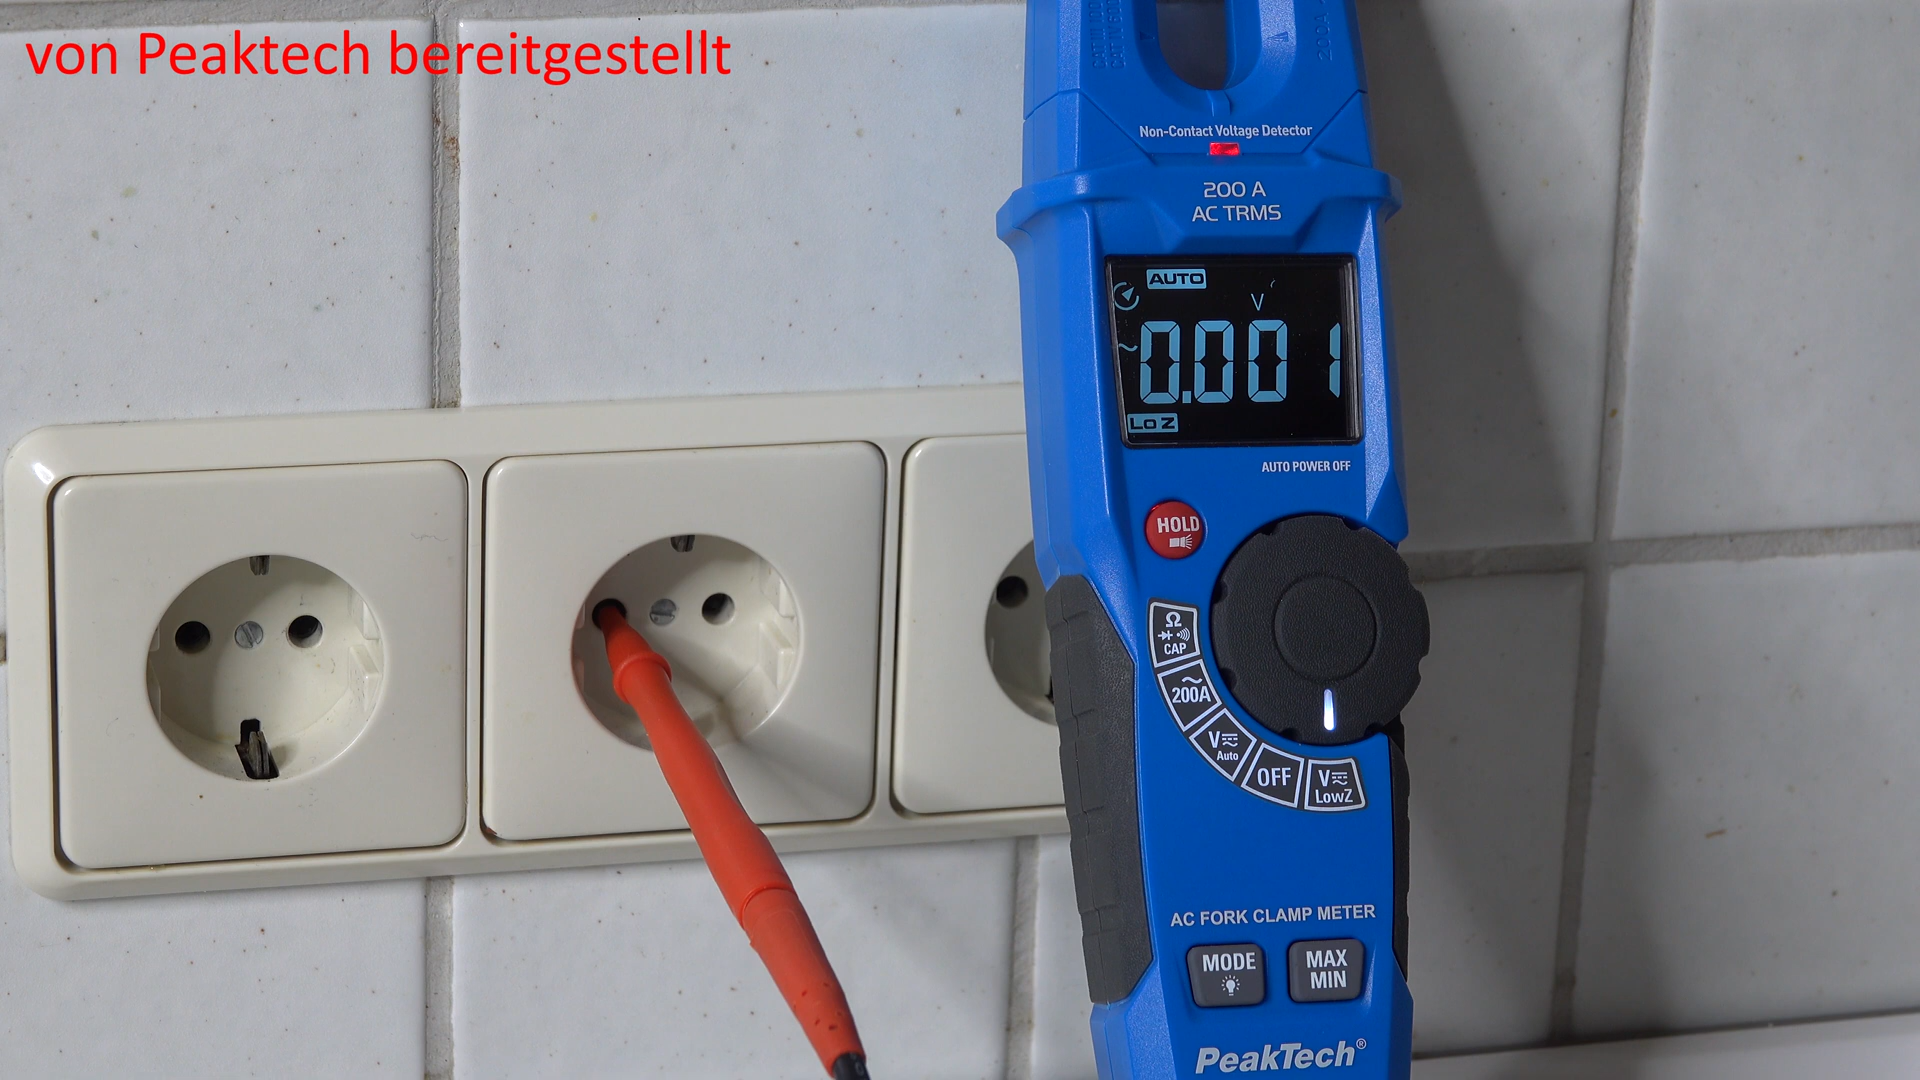 von Peaktech bereitgestellt
Non-Contact Voltage Detector
200 A
AC TRMS
AUTO
V
~
0.001
LoZ
AUTO POWER OFF
HOLD
Ω
CAP
~
200A
V
Auto
OFF
V
LowZ
AC FORK CLAMP METER
MODE
MAX
MIN
PeakTech®